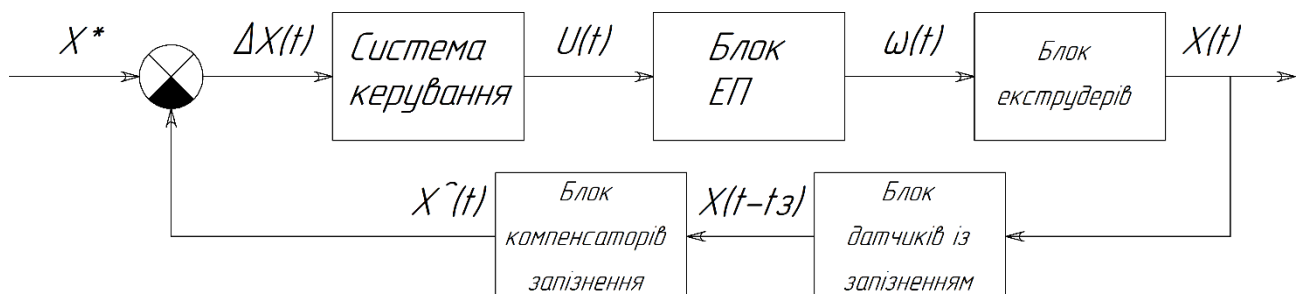 X*
ΔX(t)
Система
керування
U(t)
Блок
ЕП
ω(t)
Блок
екструдерів
X(t)
X^(t)
Блок
компенсаторів
запізнення
X(t-tз)
Блок
датчиків із
запізненням